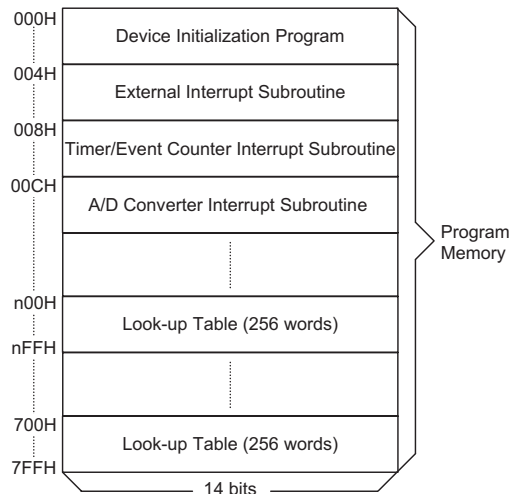 000H
Device Initialization Program
004H
External Interrupt Subroutine
008H
Timer/Event Counter Interrupt Subroutine
00CH
A/D Converter Interrupt Subroutine
Program
Memory
n00H
Look-up Table (256 words)
nFFH
700H
Look-up Table (256 words)
7FFH
14 bits